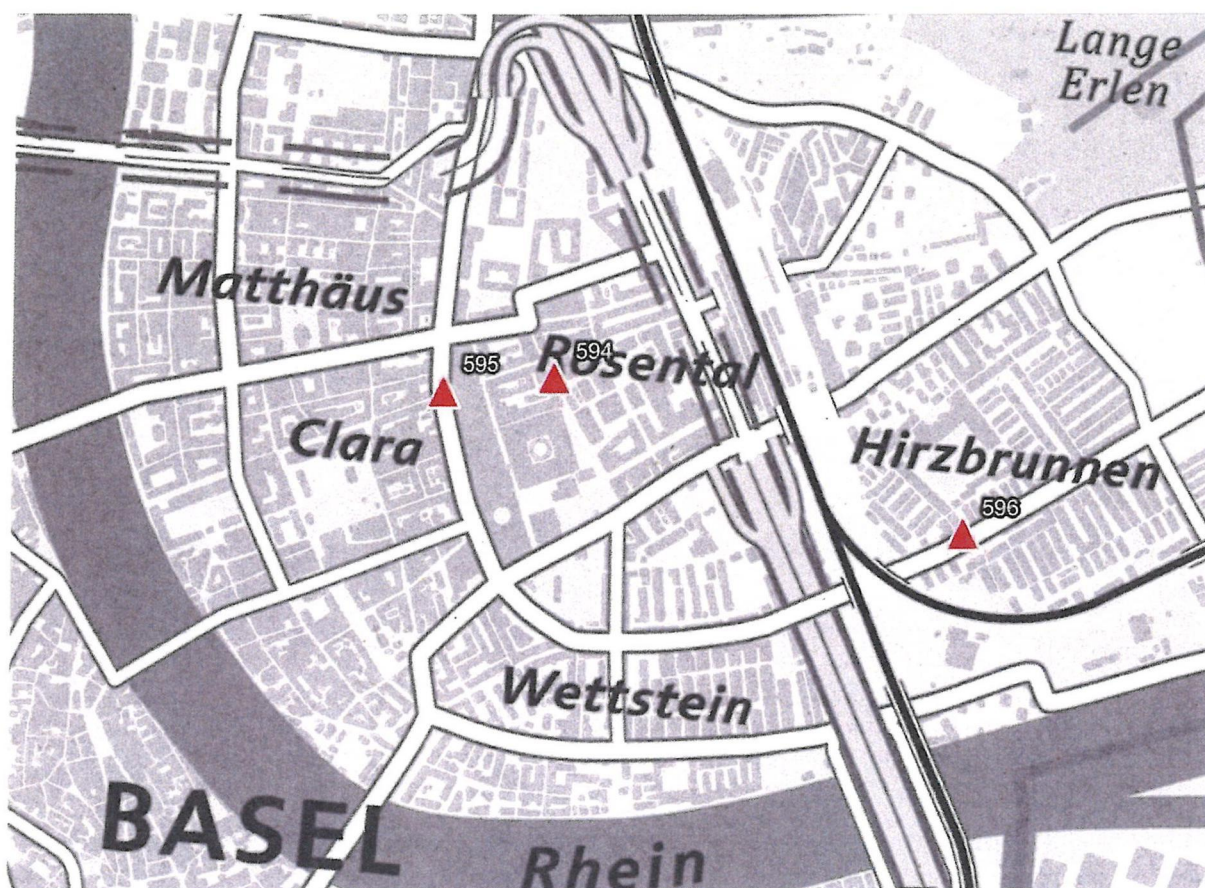 Lange
Erlen
Matthäus
595
594
Rosental
Clara
Hirzbrunnen
596
Wettstein
BASEL
Rhein